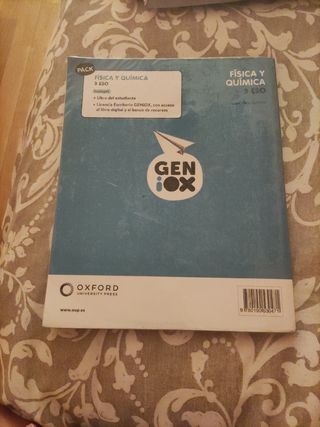 PACK
FÍSICA Y QUÍMICA
3 ESO
Incluye:
• Libro del estudiante
• Licencia Escritorio GENiOX, con acceso
al libro digital y al banco de recursos
FÍSICA Y
QUÍMICA
3 ESO
GEN
iOX
OXFORD
UNIVERSITY PRESS
www.oup.es